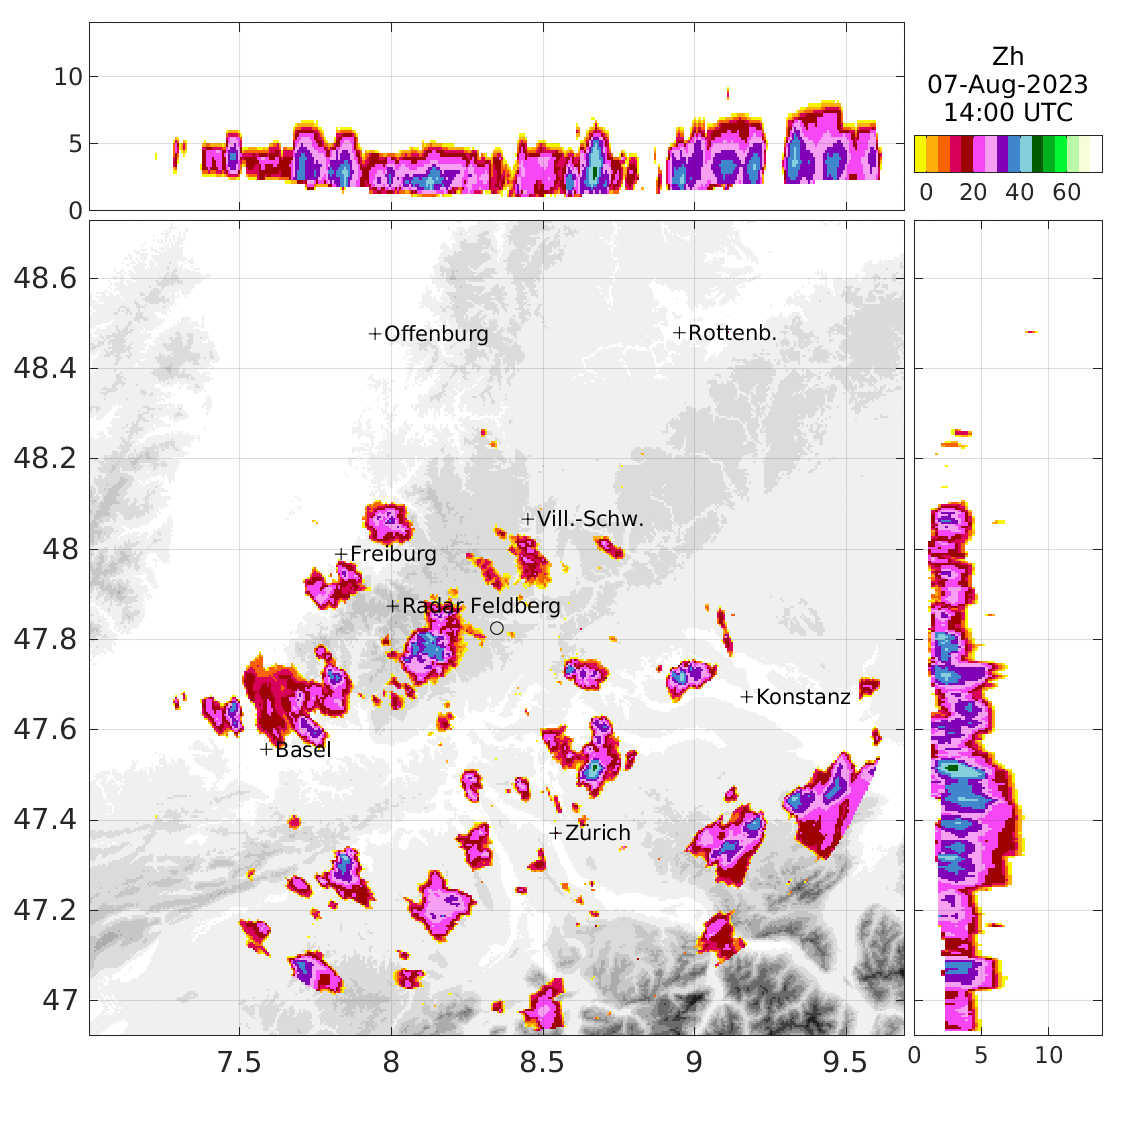 Zh
07-Aug-2023
14:00 UTC
0 20 40 60
10
5
0
48.6
48.4
48.2
48
47.8
47.6
47.4
47.2
47
+Offenburg
+Rottenb.
+Vill.-Schw.
+Freiburg
+Radar Feldberg
+Konstanz
+Basel
+Zürich
7.5 8 8.5 9 9.5
0 5 10